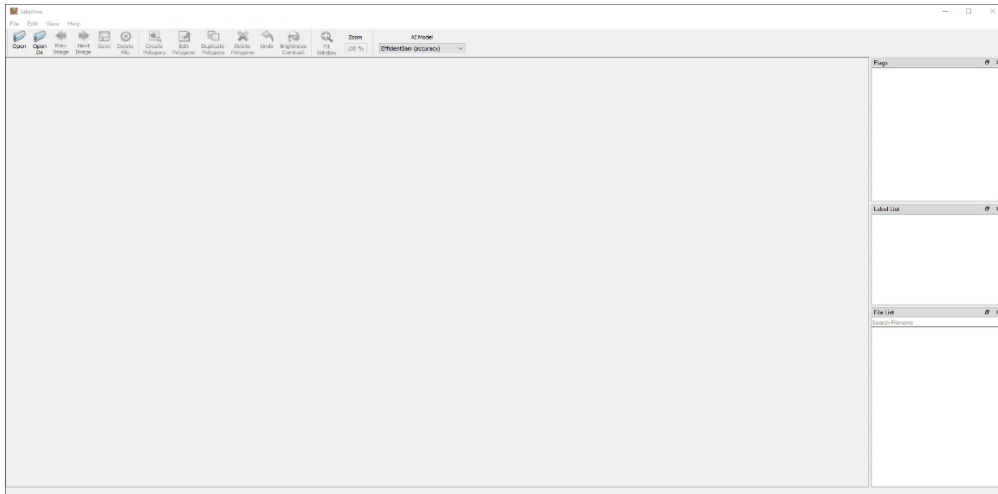 labelme
File Edit View Help
Open
Open Dir
Prev Image
Next Image
Save
Delete File
Create Polygons
Edit Polygons
Duplicate Polygons
Delete Polygons
Undo
Brightness Contrast
Fit Window
Zoom
100 %
AI Model
EfficientSam (accuracy)
Flags
Label List
File List
Search Filename